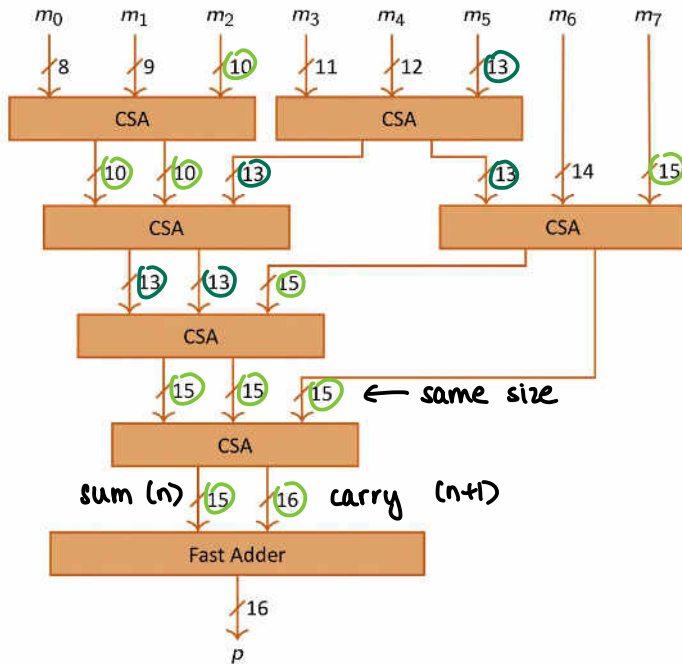 m0 m1 m2 m3 m4 m5 m6 m7
8 9 10 11 12 13
CSA CSA
10 10 13 13 14 15
CSA CSA
13 13 15
CSA
15 15 15 ← same size
CSA
sum (n) 15 16 carry (n+1)
Fast Adder
16
p